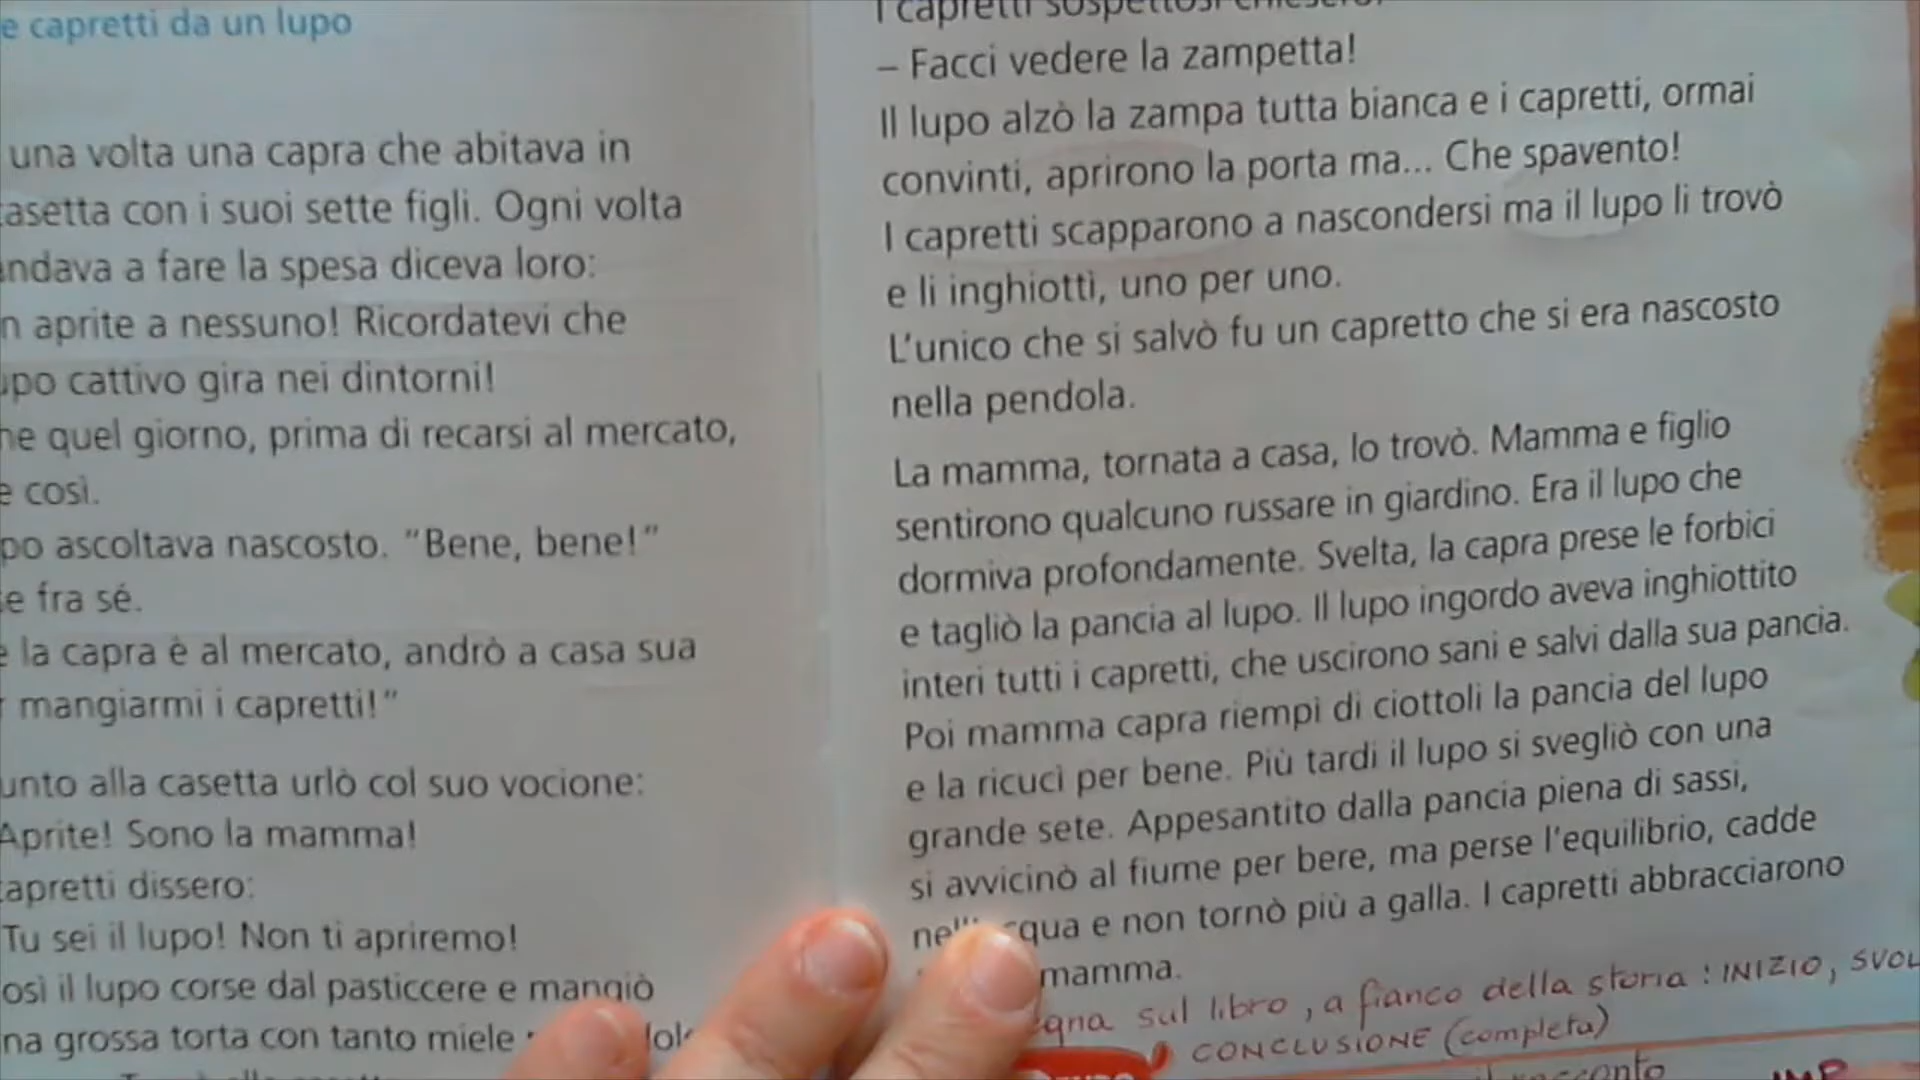 e capretti da un lupo
una volta una capra che abitava in
asetta con i suoi sette figli. Ogni volta
ndava a fare la spesa diceva loro:
n aprite a nessuno! Ricordatevi che
upo cattivo gira nei dintorni!
he quel giorno, prima di recarsi al mercato,
e così.
po ascoltava nascosto. “Bene, bene!”
e fra sé.
e la capra è al mercato, andrò a casa sua
r mangiarmi i capretti!”
unto alla casetta urlò col suo vocione:
Aprite! Sono la mamma!
apretti dissero:
Tu sei il lupo! Non ti apriremo!
osì il lupo corse dal pasticcere e mangiò
na grossa torta con tanto miele
I capretti sospettosi chiesero:
– Facci vedere la zampetta!
Il lupo alzò la zampa tutta bianca e i capretti, ormai
convinti, aprirono la porta ma... Che spavento!
I capretti scapparono a nascondersi ma il lupo li trovò
e li inghiottì, uno per uno.
L’unico che si salvò fu un capretto che si era nascosto
nella pendola.
La mamma, tornata a casa, lo trovò. Mamma e figlio
sentirono qualcuno russare in giardino. Era il lupo che
dormiva profondamente. Svelta, la capra prese le forbici
e tagliò la pancia al lupo. Il lupo ingordo aveva inghiottito
interi tutti i capretti, che uscirono sani e salvi dalla sua pancia.
Poi mamma capra riempì di ciottoli la pancia del lupo
e la ricucì per bene. Più tardi il lupo si svegliò con una
grande sete. Appesantito dalla pancia piena di sassi,
si avvicinò al fiume per bere, ma perse l’equilibrio, cadde
qua e non tornò più a galla. I capretti abbracciarono
mamma.
egna sul libro, a fianco della storia: INIZIO, SVOL
CONCLUSIONE (completa)